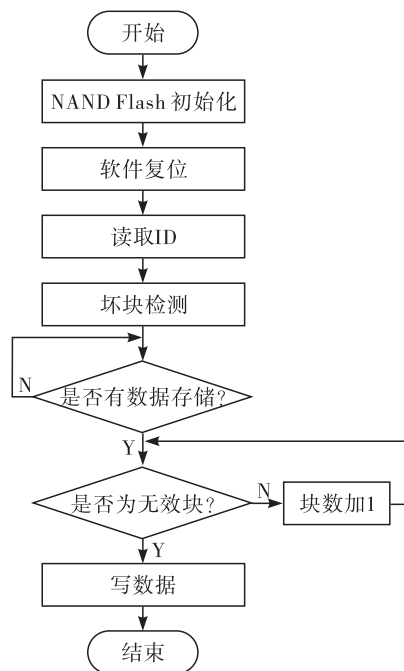 开始
NAND Flash 初始化
软件复位
读取ID
坏块检测
N
是否有数据存储?
Y
是否为无效块?
N
块数加1
Y
写数据
结束